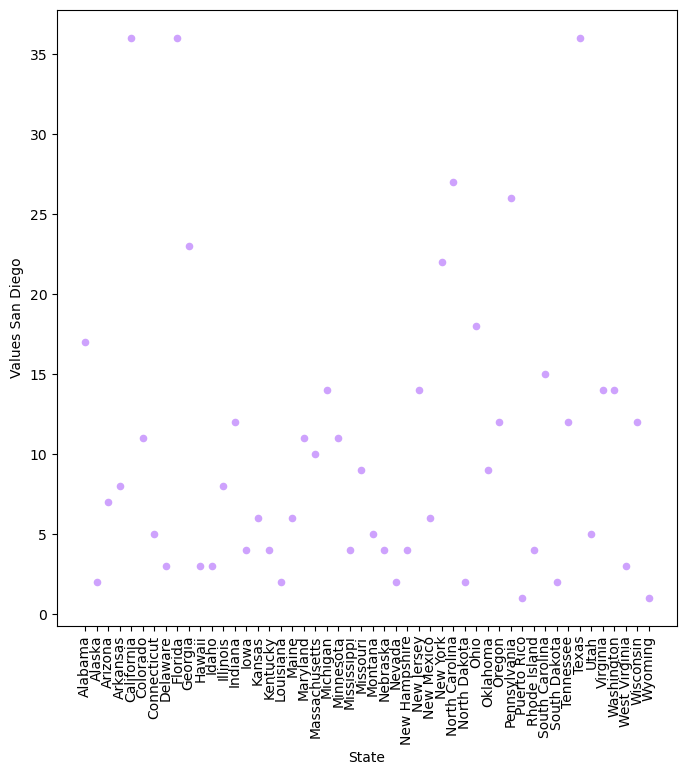 35
30
25
20
15
10
5
0
Values San Diego
Alabama
Alaska
Arizona
Arkansas
California
Colorado
Connecticut
Delaware
Florida
Georgia
Hawaii
Idaho
Illinois
Indiana
Iowa
Kansas
Kentucky
Louisiana
Maine
Maryland
Massachusetts
Michigan
Minnesota
Mississippi
Missouri
Montana
Nebraska
Nevada
New Hampshire
New Jersey
New Mexico
New York
North Carolina
North Dakota
Ohio
Oklahoma
Oregon
Pennsylvania
Puerto Rico
Rhode Island
South Carolina
South Dakota
Tennessee
Texas
Utah
Virginia
Washington
West Virginia
Wisconsin
Wyoming
State